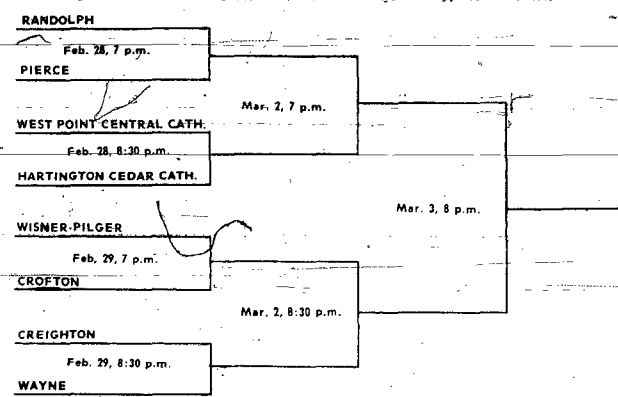 RANDOLPH
Feb. 28, 7 p.m.
PIERCE
Mar. 2, 7 p.m.
WEST POINT CENTRAL CATH.
Feb. 28, 8:30 p.m.
HARTINGTON CEDAR CATH.
Mar. 3, 8 p.m.
WISNER-PILGER
Feb, 29, 7 p.m.
CROFTON
Mar. 2, 8:30 p.m.
CREIGHTON
Feb. 29, 8:30 p.m.
WAYNE